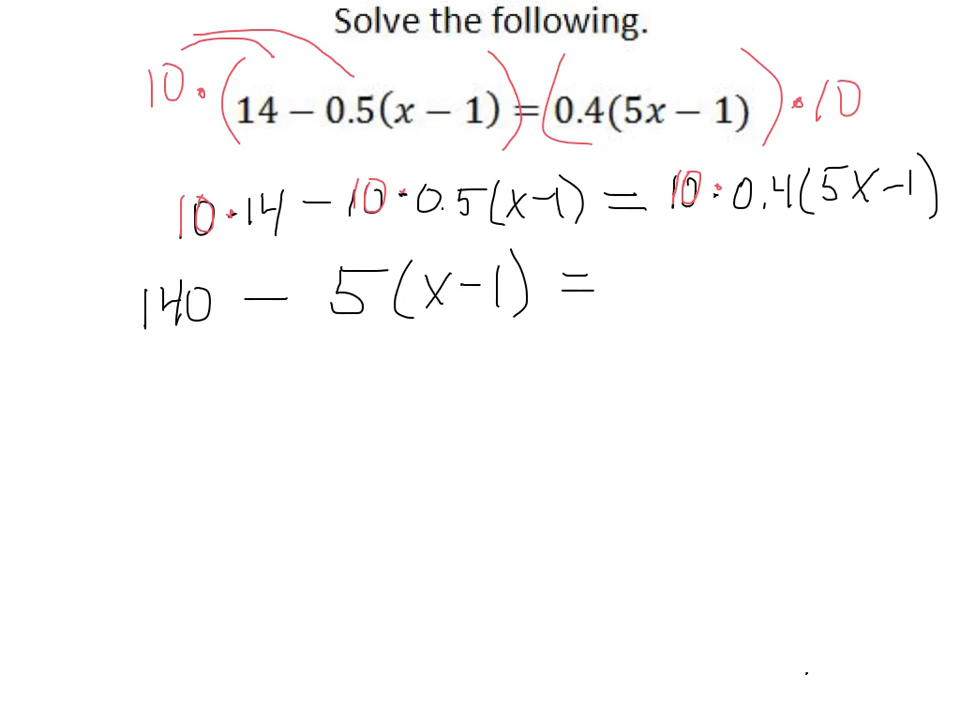 Solve the following.
10 · (14 − 0.5(x − 1)) = (0.4(5x − 1)) · 10
10 · 14 − 10 · 0.5(x−1) = 10 · 0.4(5x−1)
140 − 5(x−1) =